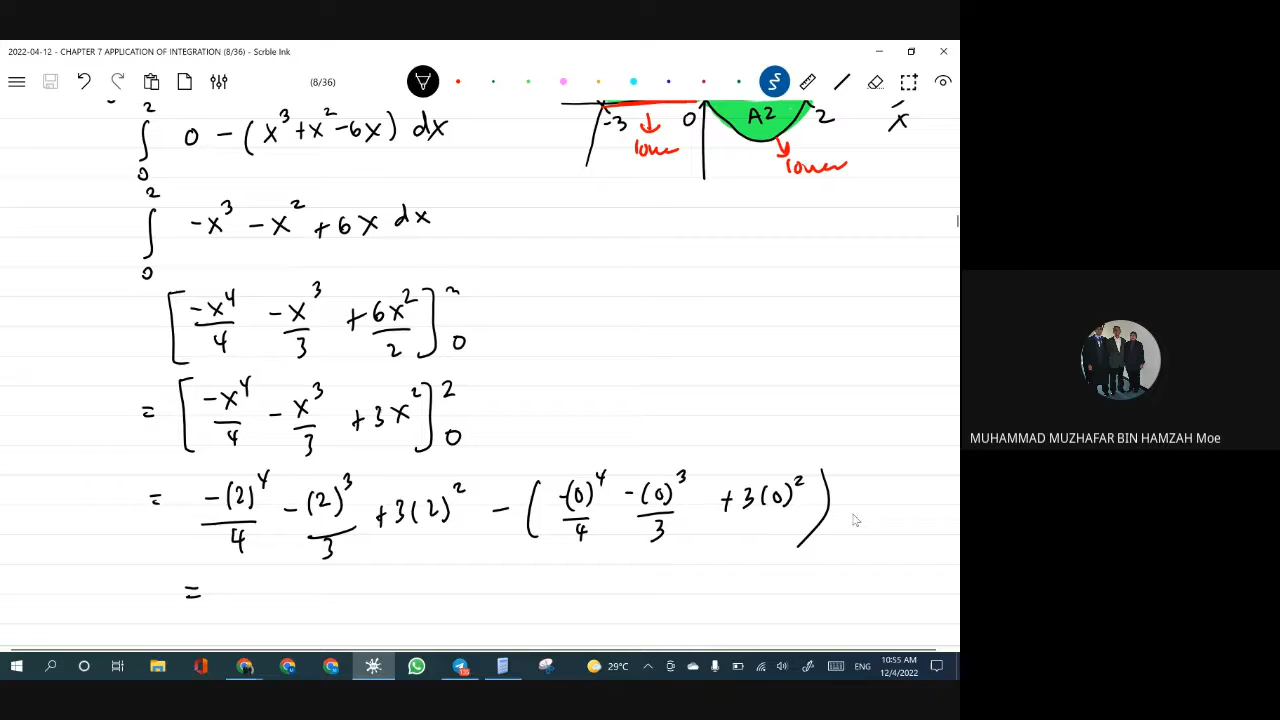 2022-04-12 - CHAPTER 7 APPLICATION OF INTEGRATION (8/36) - Scrble Ink
(8/36)
∫₀² 0 - (x³ + x² - 6x) dx
-3 0 A2 2 x
lower
lower
∫₀² -x³ - x² + 6x dx
[-x⁴/4 - x³/3 + 6x²/2]₀²
= [-x⁴/4 - x³/3 + 3x²]₀²
= -(2)⁴/4 - (2)³/3 + 3(2)² - (-(0)⁴/4 - (0)³/3 + 3(0)²)
=
MUHAMMAD MUZHAFAR BIN HAMZAH Moe
29°C
ENG
10:55 AM
12/4/2022